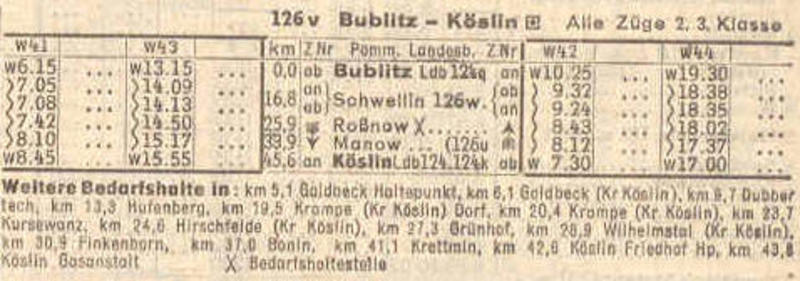 126v Bublitz – Köslin ⊞ Alle Züge 2. 3. Klasse
W41 W43 km Z Nr Pomm. Landesb. Z Nr W42 W44
W6.15 ... W13.15 ... 0,0 ab Bublitz Ldb 124q an W10.25 ... W19.30 ...
7.05 ... 14.09 ... 16,8 an Schwellin 126w. ab 9.32 ... 18.38 ...
7.08 ... 14.13 ... ab an 9.24 ... 18.35 ...
7.42 ... 14.50 ... 25,9 Roßnow X....... 8.43 ... 18.02 ...
8.10 ... 15.17 ... 33,9 Manow ... (126u 8.12 ... 17.37 ...
W8.45 ... W15.55 ... 45,6 an Köslin Ldb 124.124k ab W 7.30 ... W17.00 ...
Weitere Bedarfshalte in: km 5,1 Goldbeck Haltepunkt, km 6,1 Goldbeck (Kr Köslin), km 9,7 Dubber
tech, km 13,3 Hufenberg, km 19,5 Krampe (Kr Köslin) Dorf, km 20,4 Krampe (Kr Köslin), km 23,7
Kursewanz, km 24,6 Hirschfelde (Kr Köslin), km 27,3 Grünhof, km 28,9 Wilhelmstal (Kr Köslin),
km 30,9 Finkenborn, km 37,0 Bonin, km 41,1 Krettmin, km 42,6 Köslin Friedhof Hp, km 43,8
Köslin Gasanstalt X Bedarfshaltestelle